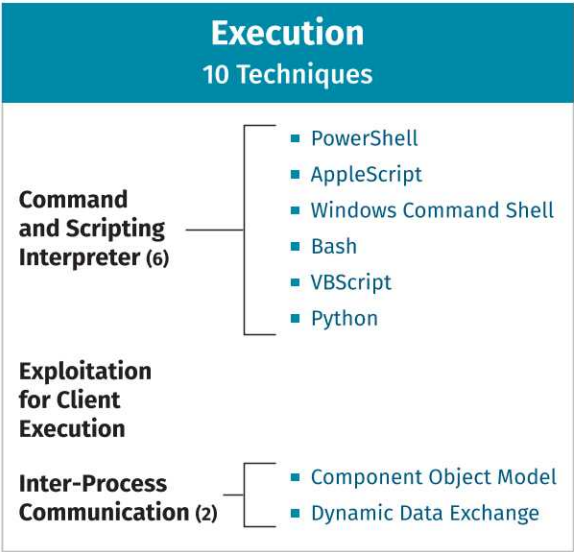 Execution
10 Techniques
Command
and Scripting
Interpreter (6)
PowerShell
AppleScript
Windows Command Shell
Bash
VBScript
Python
Exploitation
for Client
Execution
Inter-Process
Communication (2)
Component Object Model
Dynamic Data Exchange